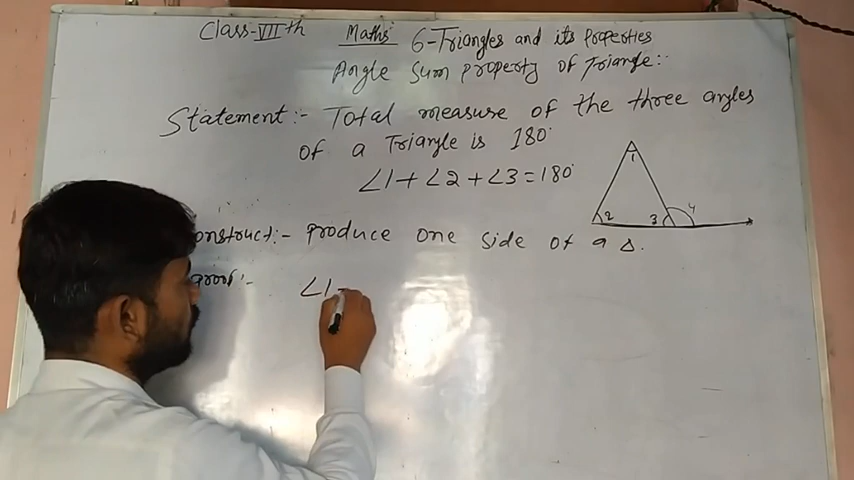 Class-VIIth Maths 6-Triangles and its Properties
Angle Sum property of Triangle:-
Statement:- Total measure of the three angles
of a Triangle is 180°
∠1+∠2+∠3=180°
1
2 3 4
onstruct:- Produce one side of a Δ.
proof:- ∠1